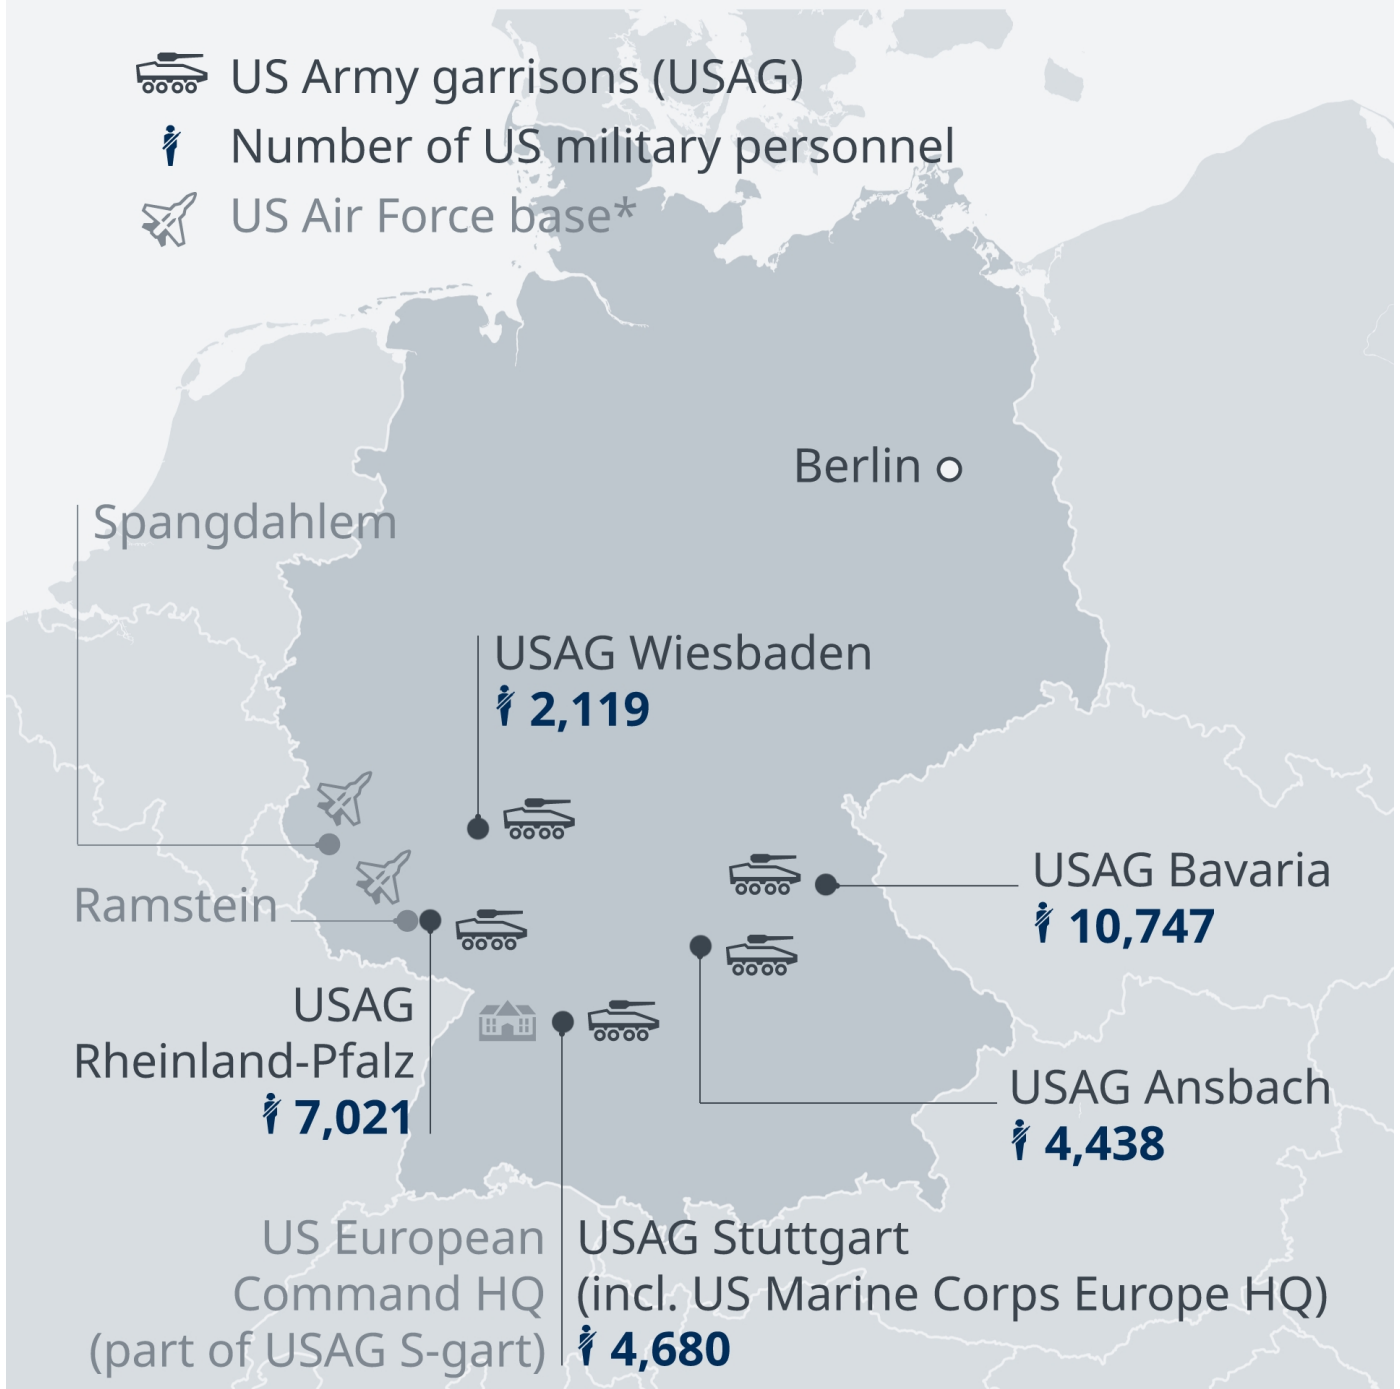 US Army garrisons (USAG)
Number of US military personnel
US Air Force base*
Berlin
Spangdahlem
USAG Wiesbaden
2,119
Ramstein
USAG Bavaria
10,747
USAG
Rheinland-Pfalz
7,021
USAG Ansbach
4,438
US European
Command HQ
(part of USAG S-gart)
USAG Stuttgart
(incl. US Marine Corps Europe HQ)
4,680